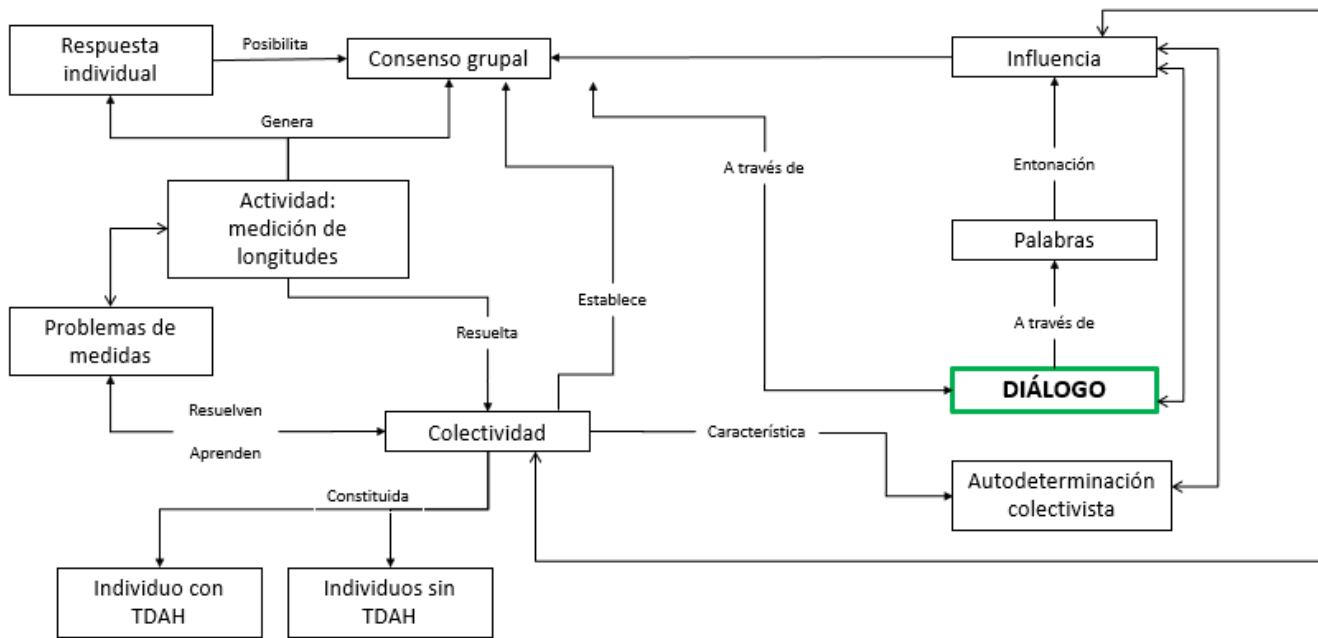 Respuesta
individual
Posibilita
Consenso grupal
Influencia
Genera
A través de
Entonación
Actividad:
medición de
longitudes
Palabras
Establece
Problemas de
medidas
Resuelta
A través de
DIÁLOGO
Resuelven
Aprenden
Colectividad
Característica
Autodeterminación
colectivista
Constituida
Individuo con
TDAH
Individuos sin
TDAH